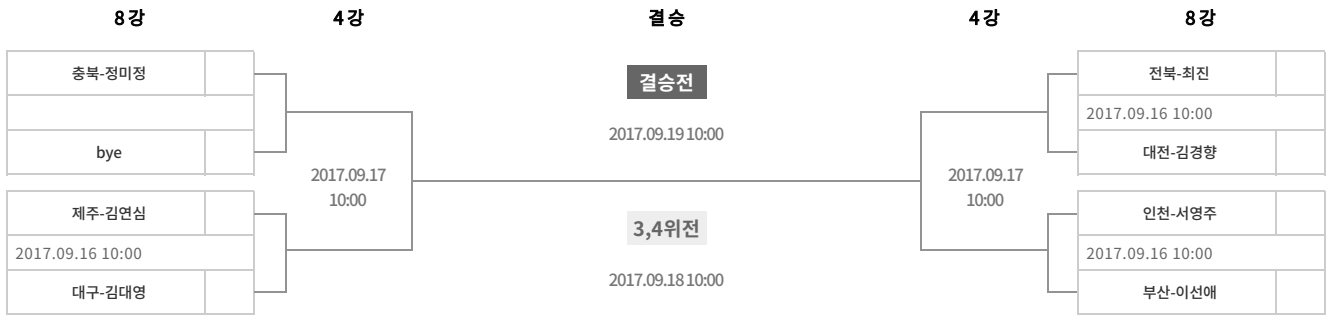 8강 4강 결승 4강 8강
충북-정미정
bye
제주-김연심
2017.09.16 10:00
대구-김대영
2017.09.17
10:00
결승전
2017.09.19 10:00
3,4위전
2017.09.18 10:00
2017.09.17
10:00
전북-최진
2017.09.16 10:00
대전-김경향
인천-서영주
2017.09.16 10:00
부산-이선애